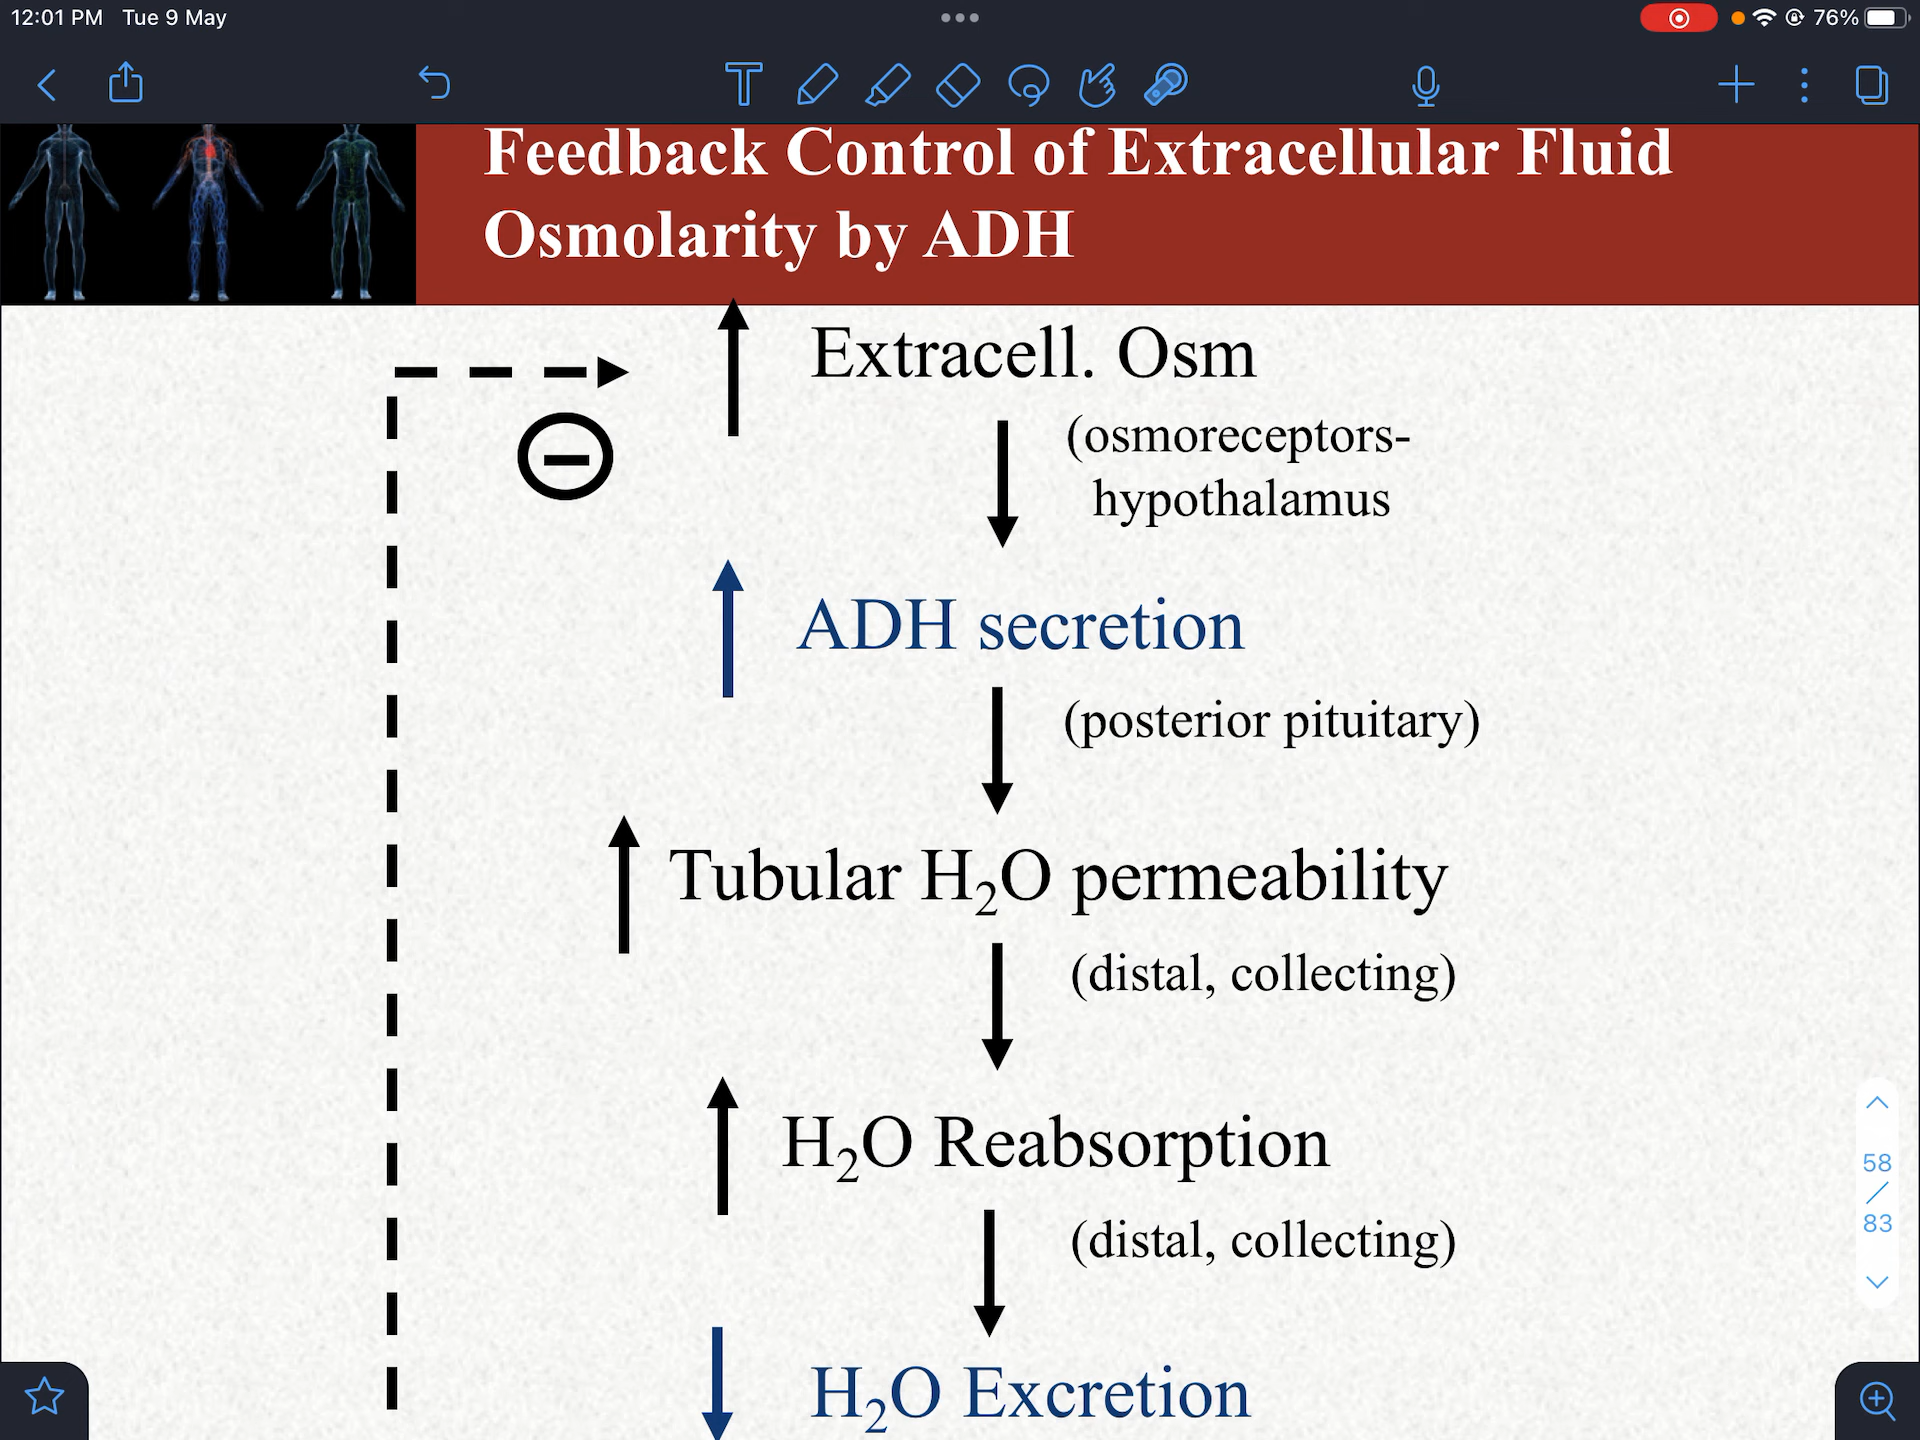 12:01 PM Tue 9 May
76%
Feedback Control of Extracellular Fluid
Osmolarity by ADH
Extracell. Osm
(osmoreceptors-
hypothalamus
ADH secretion
(posterior pituitary)
Tubular H₂O permeability
(distal, collecting)
H₂O Reabsorption
(distal, collecting)
H₂O Excretion
58
/
83